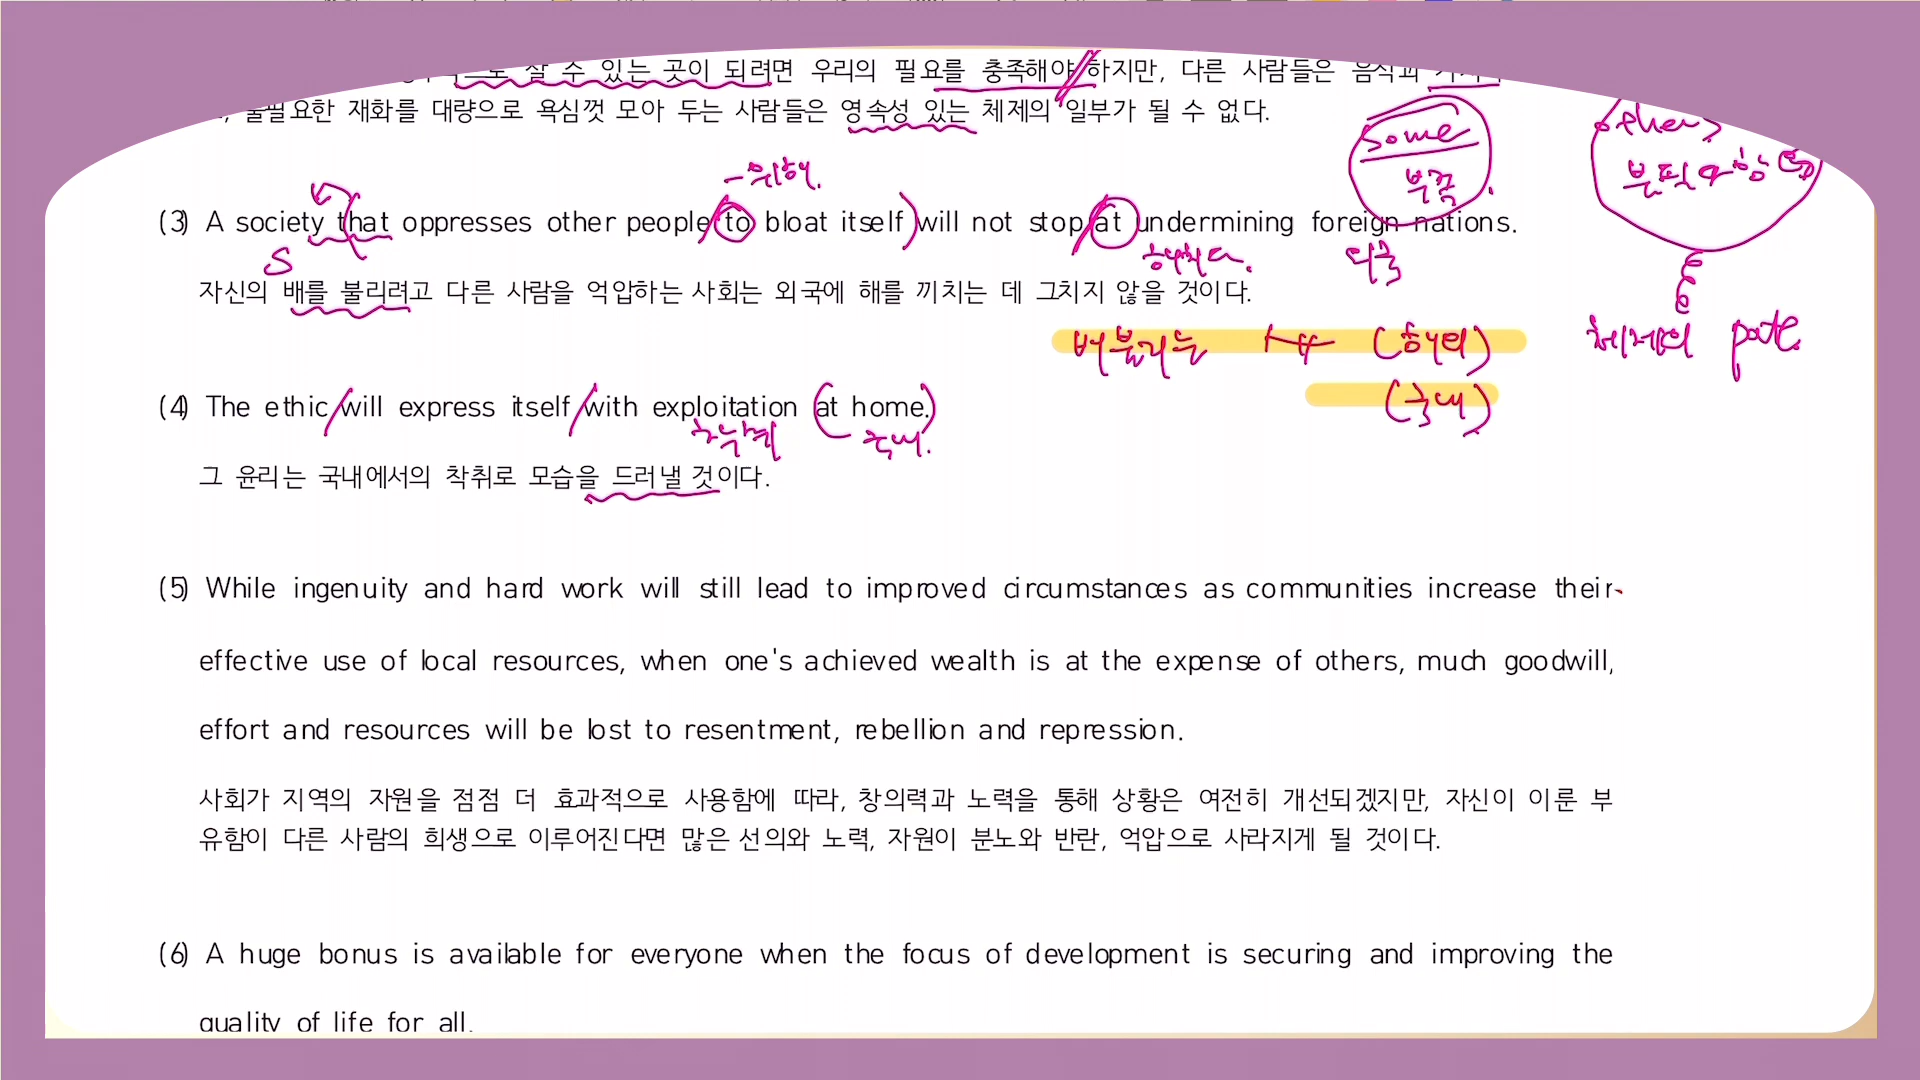 살 수 있는 곳이 되려면 우리의 필요를 충족해야 하지만, 다른 사람들은 음식과
불필요한 재화를 대량으로 욕심껏 모아 두는 사람들은 영속성 있는 체제의 일부가 될 수 없다.
some
부족
others
-위해.
(3) A society that oppresses other people to bloat itself will not stop at undermining foreign nations.
S
해치다.
타국
자신의 배를 불리려고 다른 사람을 억압하는 사회는 외국에 해를 끼치는 데 그치지 않을 것이다.
배불리는
(해외)
체제의
(국내)
(4) The ethic will express itself with exploitation (at home.)
착취
국내.
그 윤리는 국내에서의 착취로 모습을 드러낼 것이다.
(5) While ingenuity and hard work will still lead to improved circumstances as communities increase their
effective use of local resources, when one's achieved wealth is at the expense of others, much goodwill,
effort and resources will be lost to resentment, rebellion and repression.
사회가 지역의 자원을 점점 더 효과적으로 사용함에 따라, 창의력과 노력을 통해 상황은 여전히 개선되겠지만, 자신이 이룬 부
유함이 다른 사람의 희생으로 이루어진다면 많은 선의와 노력, 자원이 분노와 반란, 억압으로 사라지게 될 것이다.
(6) A huge bonus is available for everyone when the focus of development is securing and improving the
quality of life for all.